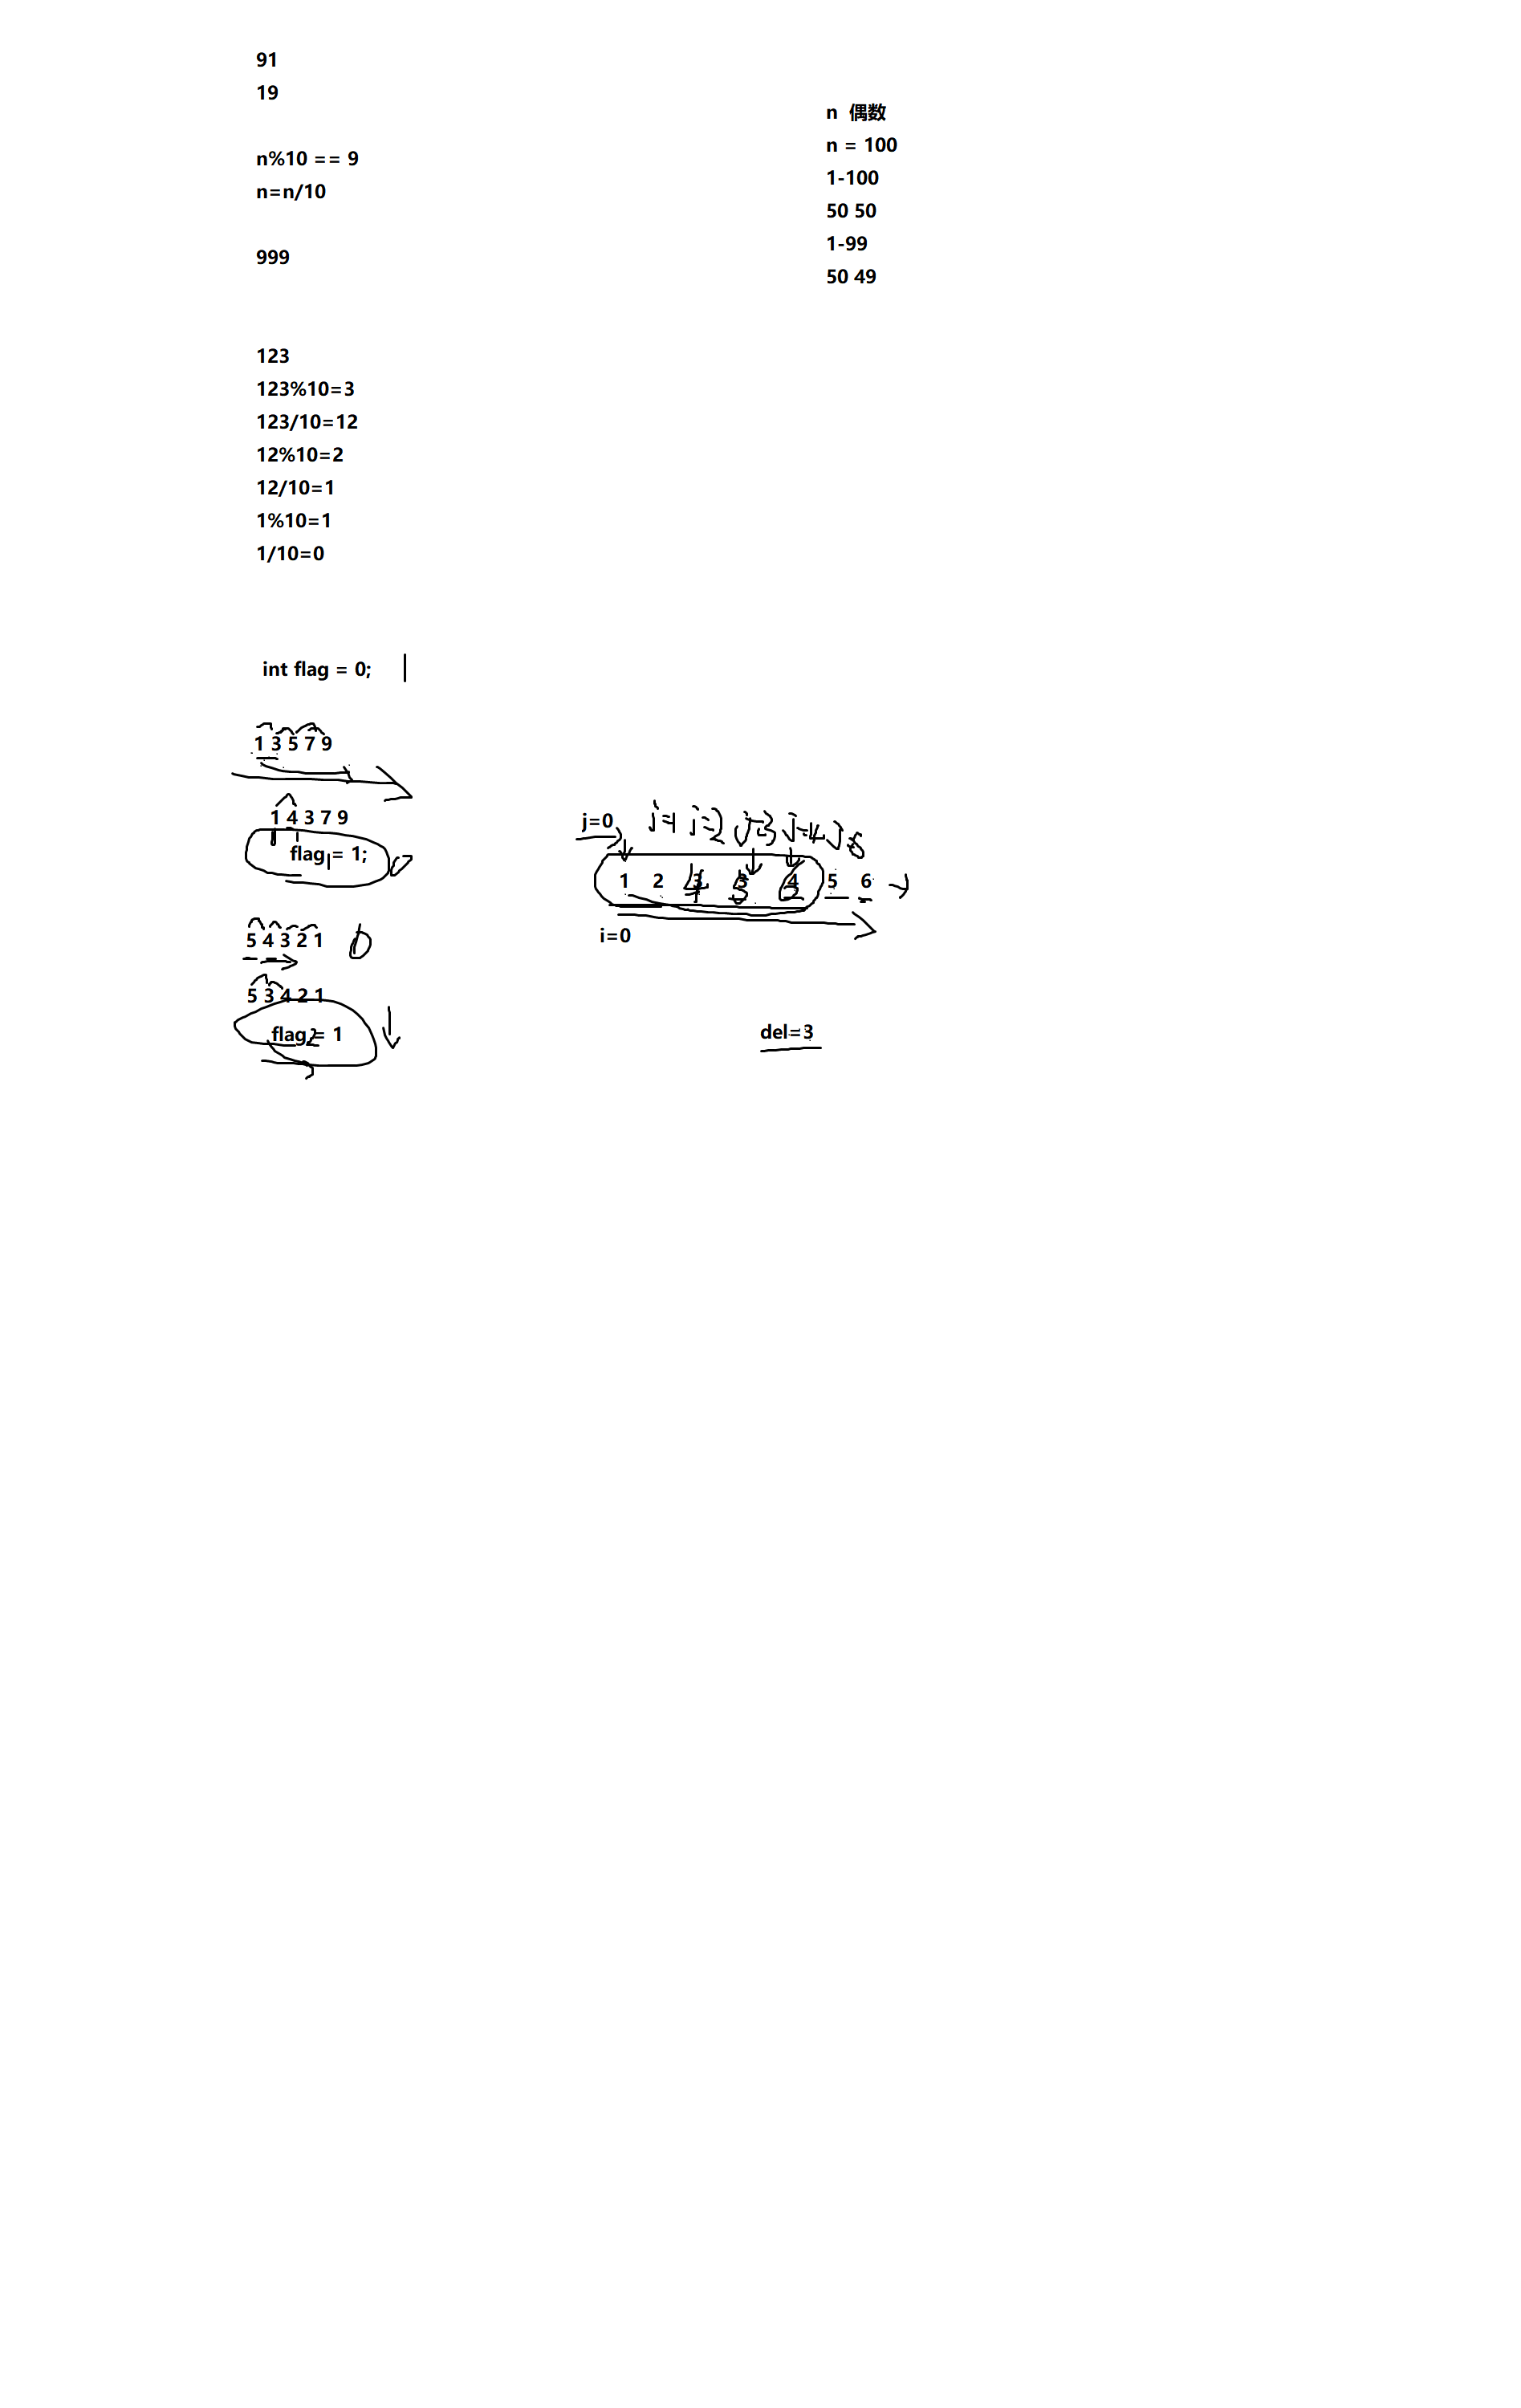 91
19
n%10 == 9
n=n/10
999
n 偶数
n = 100
1-100
50 50
1-99
50 49
123
123%10=3
123/10=12
12%10=2
12/10=1
1%10=1
1/10=0
int flag = 0;
1 3 5 7 9
1 4 3 7 9
flag = 1;
5 4 3 2 1
5 3 4 2 1
flag = 1
j=0 j=1 j=2 j=3 j=4 j=5
1 2 3 3 4 5 6
i=0
del=3